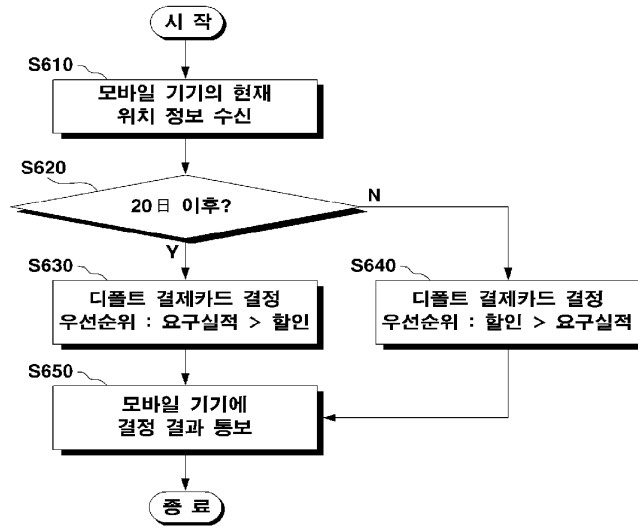 시 작
S610
모바일 기기의 현재
위치 정보 수신
S620
20日 이후?
N
Y
S630
디폴트 결제카드 결정
우선순위 : 요구실적 > 할인
S640
디폴트 결제카드 결정
우선순위 : 할인 > 요구실적
S650
모바일 기기에
결정 결과 통보
종 료